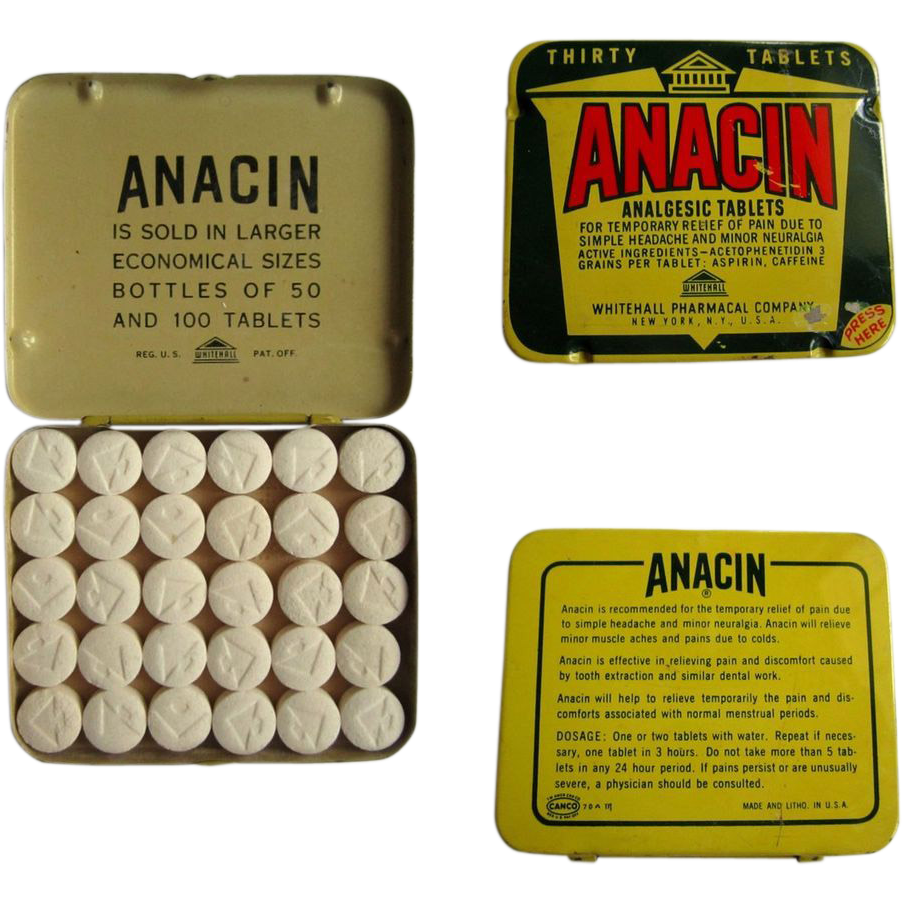 ANACIN
IS SOLD IN LARGER
ECONOMICAL SIZES
BOTTLES OF 50
AND 100 TABLETS
REG. U.S. WHITEHALL PAT. OFF.
THIRTY TABLETS
ANACIN
ANALGESIC TABLETS
FOR TEMPORARY RELIEF OF PAIN DUE TO
SIMPLE HEADACHE AND MINOR NEURALGIA
ACTIVE INGREDIENTS—ACETOPHENETIDIN 3
GRAINS PER TABLET: ASPIRIN, CAFFEINE
WHITEHALL
WHITEHALL PHARMACAL COMPANY
NEW YORK, N.Y., U.S.A.
PRESS
HERE
ANACIN
®
Anacin is recommended for the temporary relief of pain due
to simple headache and minor neuralgia. Anacin will relieve
minor muscle aches and pains due to colds.
Anacin is effective in relieving pain and discomfort caused
by tooth extraction and similar dental work.
Anacin will help to relieve temporarily the pain and dis-
comforts associated with normal menstrual periods.
DOSAGE: One or two tablets with water. Repeat if neces-
sary, one tablet in 3 hours. Do not take more than 5 tab-
lets in any 24 hour period. If pains persist or are unusually
severe, a physician should be consulted.
CANCO 70A
MADE AND LITHO. IN U.S.A.